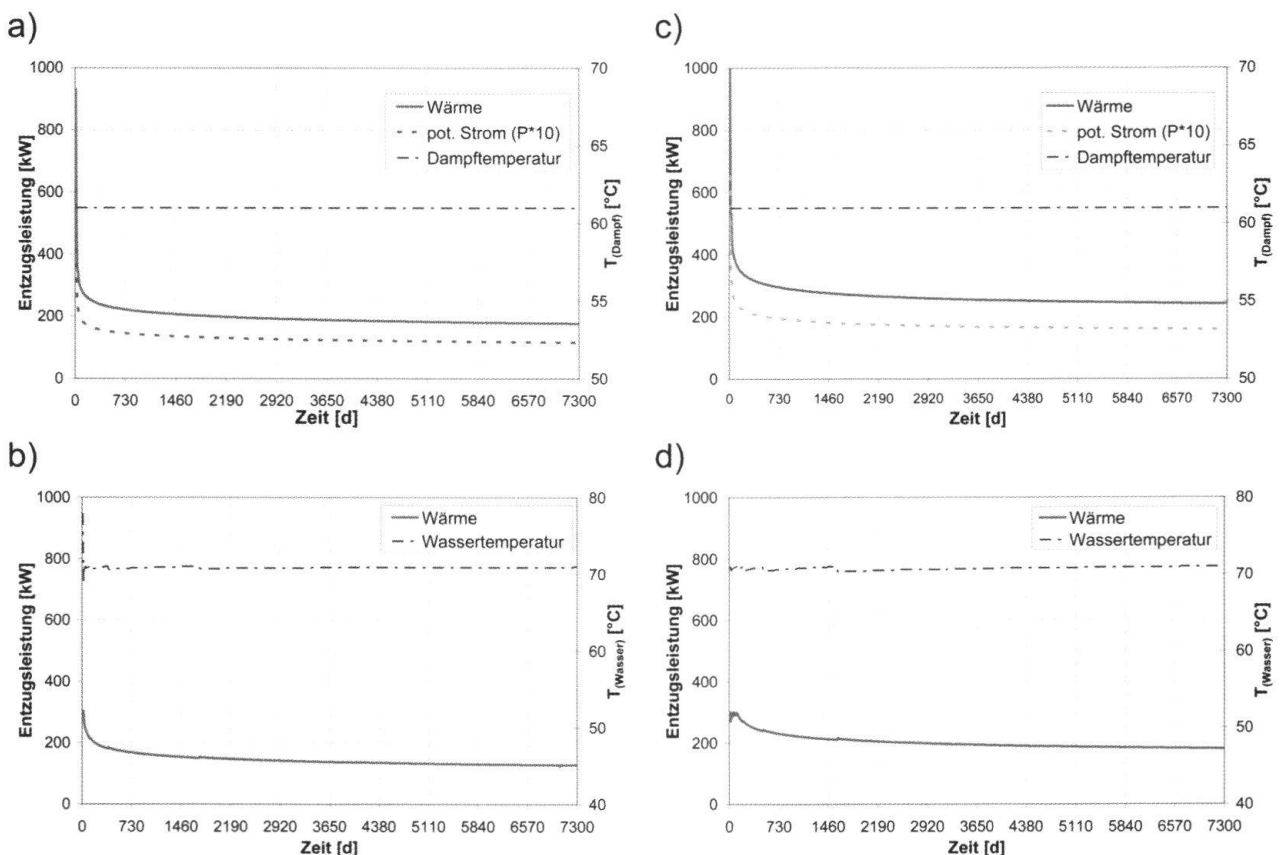 a)
Entzugsleistung [kW]
1000
800
600
400
200
0
Wärme
pot. Strom (P*10)
Dampftemperatur
70
65
60
55
50
T(Dampf) [°C]
0 730 1460 2190 2920 3650 4380 5110 5840 6570 7300
Zeit [d]
c)
Entzugsleistung [kW]
1000
800
600
400
200
0
Wärme
pot. Strom (P*10)
Dampftemperatur
70
65
60
55
50
T(Dampf) [°C]
0 730 1460 2190 2920 3650 4380 5110 5840 6570 7300
Zeit [d]
b)
Entzugsleistung [kW]
1000
800
600
400
200
0
Wärme
Wassertemperatur
80
70
60
50
40
T(Wasser) [°C]
0 730 1460 2190 2920 3650 4380 5110 5840 6570 7300
Zeit [d]
d)
Entzugsleistung [kW]
1000
800
600
400
200
0
Wärme
Wassertemperatur
80
70
60
50
40
T(Wasser) [°C]
0 730 1460 2190 2920 3650 4380 5110 5840 6570 7300
Zeit [d]